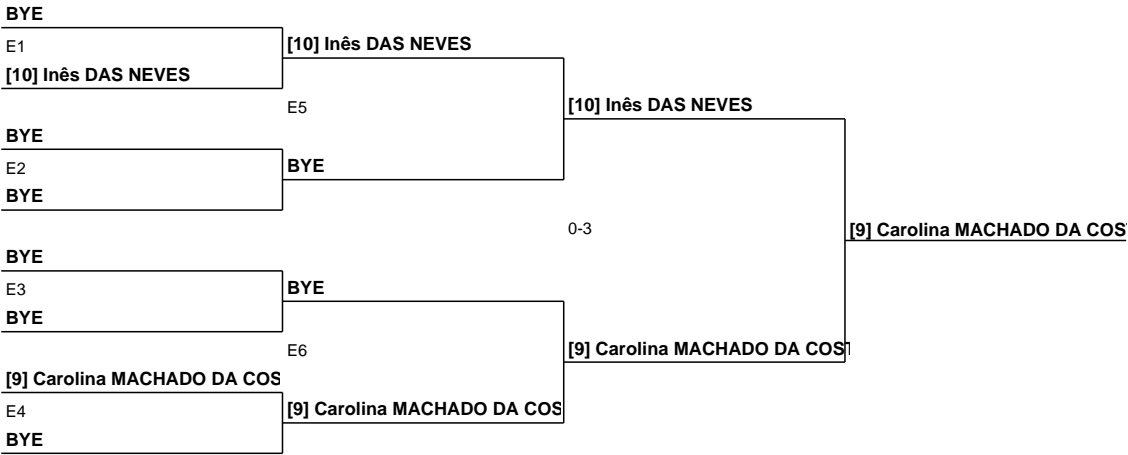 BYE
E1
[10] Inês DAS NEVES
[10] Inês DAS NEVES
E5
[10] Inês DAS NEVES
BYE
E2
BYE
BYE
0-3
[9] Carolina MACHADO DA COS
BYE
E3
BYE
BYE
E6
[9] Carolina MACHADO DA COST
[9] Carolina MACHADO DA COS
E4
[9] Carolina MACHADO DA COS
BYE